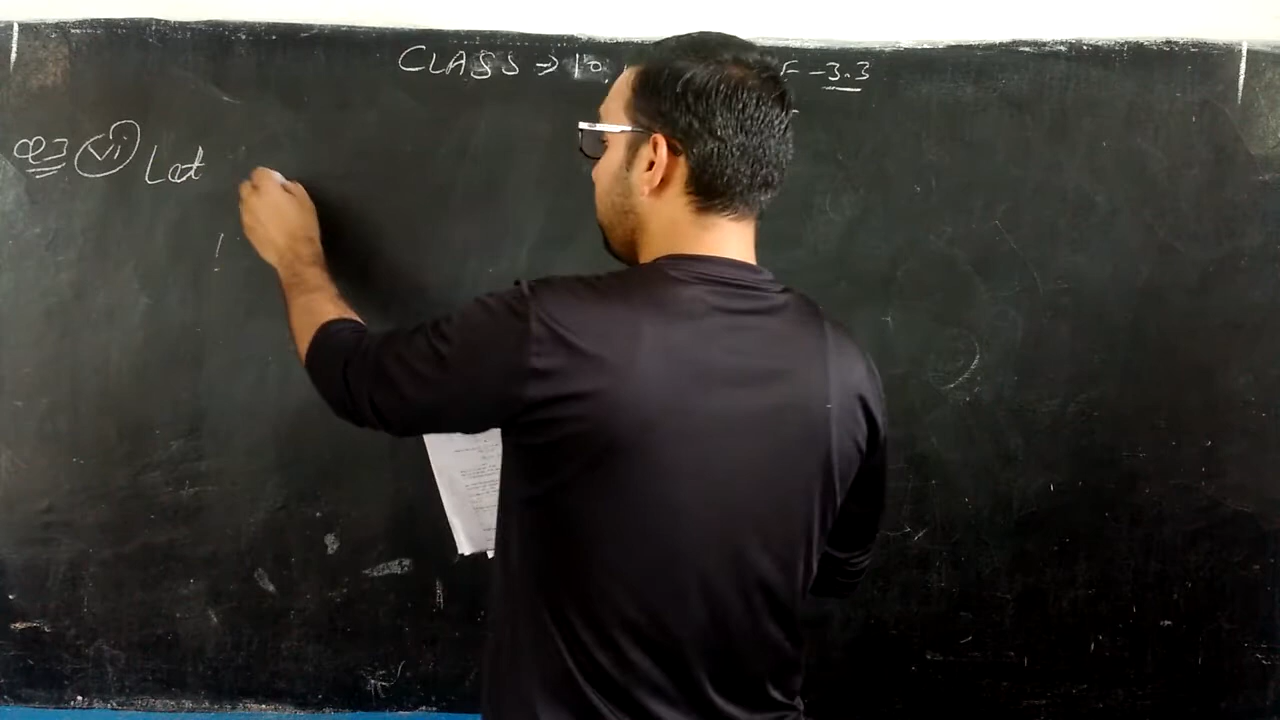 CLASS → 10, - 3.3
Q3 vi Let